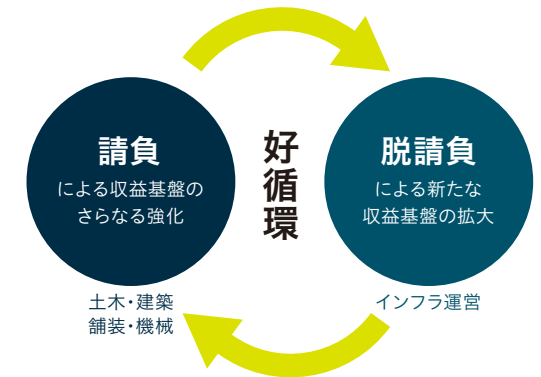 請負
による収益基盤の
さらなる強化
土木・建築
舗装・機械
好循環
脱請負
による新たな
収益基盤の拡大
インフラ運営